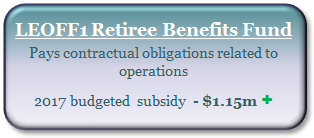 LEOFF1 Retiree Benefits Fund
Pays contractual obligations related to
operations
2017 budgeted subsidy - $1.15m +